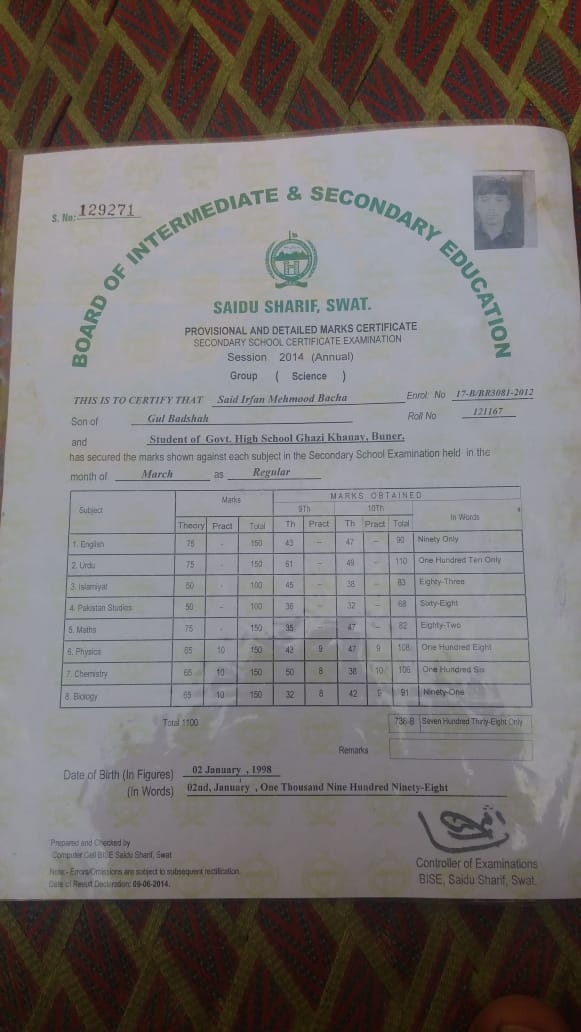 S. No: 129271
BOARD OF INTERMEDIATE & SECONDARY EDUCATION
SAIDU SHARIF, SWAT.
PROVISIONAL AND DETAILED MARKS CERTIFICATE
SECONDARY SCHOOL CERTIFICATE EXAMINATION
Session 2014 (Annual)
Group ( Science )
THIS IS TO CERTIFY THAT Said Irfan Mehmood Bacha Enrol: No 17-B/BR3081-2012
Son of Gul Badshah Roll No 121167
and Student of Govt. High School Ghazi Khanay, Buner.
has secured the marks shown against each subject in the Secondary School Examination held in the
month of March as Regular
Subject Marks MARKS OBTAINED
9Th 10Th In Words
Theory Pract Total Th Pract Th Pract Total
1. English 75 - 150 43 - 47 - 90 Ninety Only
2. Urdu 75 - 150 61 - 49 - 110 One Hundred Ten Only
3. Islamiyat 50 - 100 45 - 38 - 83 Eighty-Three
4. Pakistan Studies 50 - 100 36 - 32 - 68 Sixty-Eight
5. Maths 75 - 150 35 - 47 - 82 Eighty-Two
6. Physics 65 10 150 43 9 47 9 108 One Hundred Eight
7. Chemistry 65 10 150 50 8 38 10 106 One Hundred Six
8. Biology 65 10 150 32 8 42 9 91 Ninety-One
Total 1100 738-B Seven Hundred Thirty-Eight Only
Remarks
Date of Birth (In Figures) 02 January , 1998
(In Words) 02nd, January , One Thousand Nine Hundred Ninety-Eight
Prepared and Checked by
Computer Cell BISE Saidu Sharif, Swat
Note:- Errors/Omissions are subject to subsequent rectification.
Date of Result Declaration: 09-06-2014.
Controller of Examinations
BISE, Saidu Sharif, Swat.